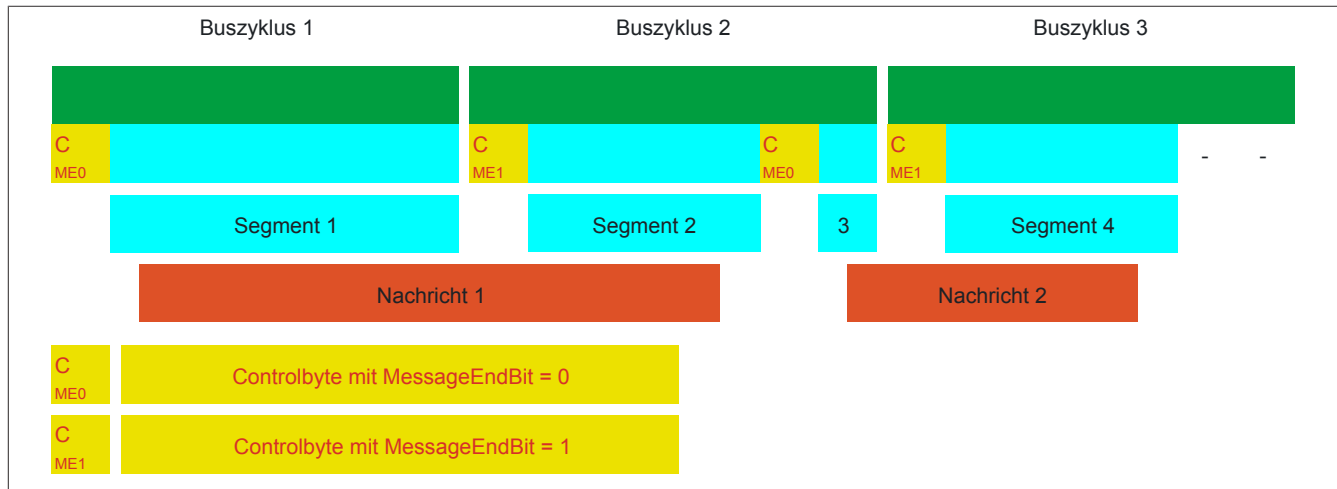 Buszyklus 1
Buszyklus 2
Buszyklus 3
C
ME0
C
ME1
C
ME0
C
ME1
- -
Segment 1
Segment 2
3
Segment 4
Nachricht 1
Nachricht 2
C
ME0
Controlbyte mit MessageEndBit = 0
C
ME1
Controlbyte mit MessageEndBit = 1